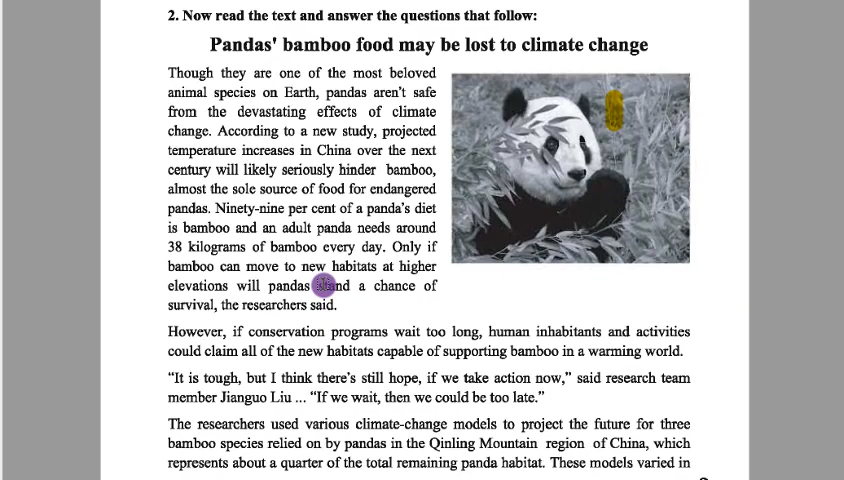 2. Now read the text and answer the questions that follow:
Pandas' bamboo food may be lost to climate change
Though they are one of the most beloved
animal species on Earth, pandas aren't safe
from the devastating effects of climate
change. According to a new study, projected
temperature increases in China over the next
century will likely seriously hinder bamboo,
almost the sole source of food for endangered
pandas. Ninety-nine per cent of a panda's diet
is bamboo and an adult panda needs around
38 kilograms of bamboo every day. Only if
bamboo can move to new habitats at higher
elevations will pandas stand a chance of
survival, the researchers said.
However, if conservation programs wait too long, human inhabitants and activities
could claim all of the new habitats capable of supporting bamboo in a warming world.
“It is tough, but I think there's still hope, if we take action now,” said research team
member Jianguo Liu ... “If we wait, then we could be too late.”
The researchers used various climate-change models to project the future for three
bamboo species relied on by pandas in the Qinling Mountain region of China, which
represents about a quarter of the total remaining panda habitat. These models varied in